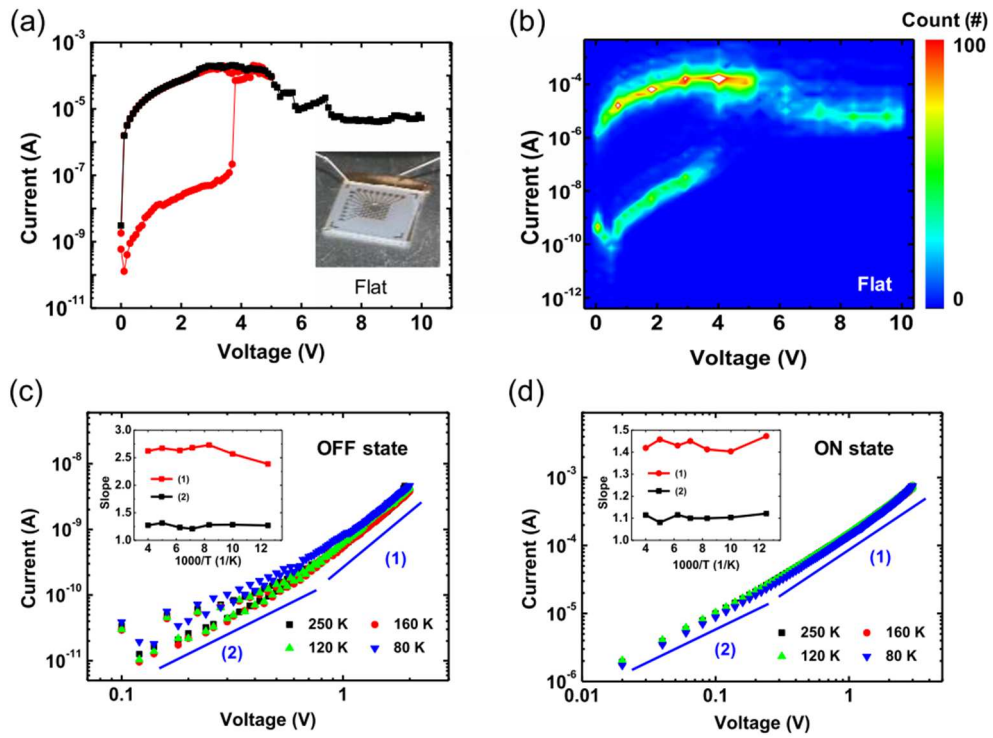 (a)
10⁻³
10⁻⁵
10⁻⁷
10⁻⁹
10⁻¹¹
Current (A)
0 2 4 6 8 10
Voltage (V)
Flat
(b)
10⁻⁴
10⁻⁶
10⁻⁸
10⁻¹⁰
10⁻¹²
Current (A)
0 2 4 6 8 10
Voltage (V)
Flat
Count (#)
100
0
(c)
10⁻⁸
10⁻⁹
10⁻¹⁰
10⁻¹¹
Current (A)
0.1 1
Voltage (V)
OFF state
3.0
2.5
2.0
1.5
1.0
Slope
(1)
(2)
4 6 8 10 12
1000/T (1/K)
(1)
(2)
250 K 160 K
120 K 80 K
(d)
10⁻²
10⁻³
10⁻⁴
10⁻⁵
10⁻⁶
Current (A)
0.01 0.1 1
Voltage (V)
ON state
1.5
1.4
1.3
1.2
1.1
1.0
Slope
(1)
(2)
4 6 8 10 12
1000/T (1/K)
(1)
(2)
250 K 160 K
120 K 80 K